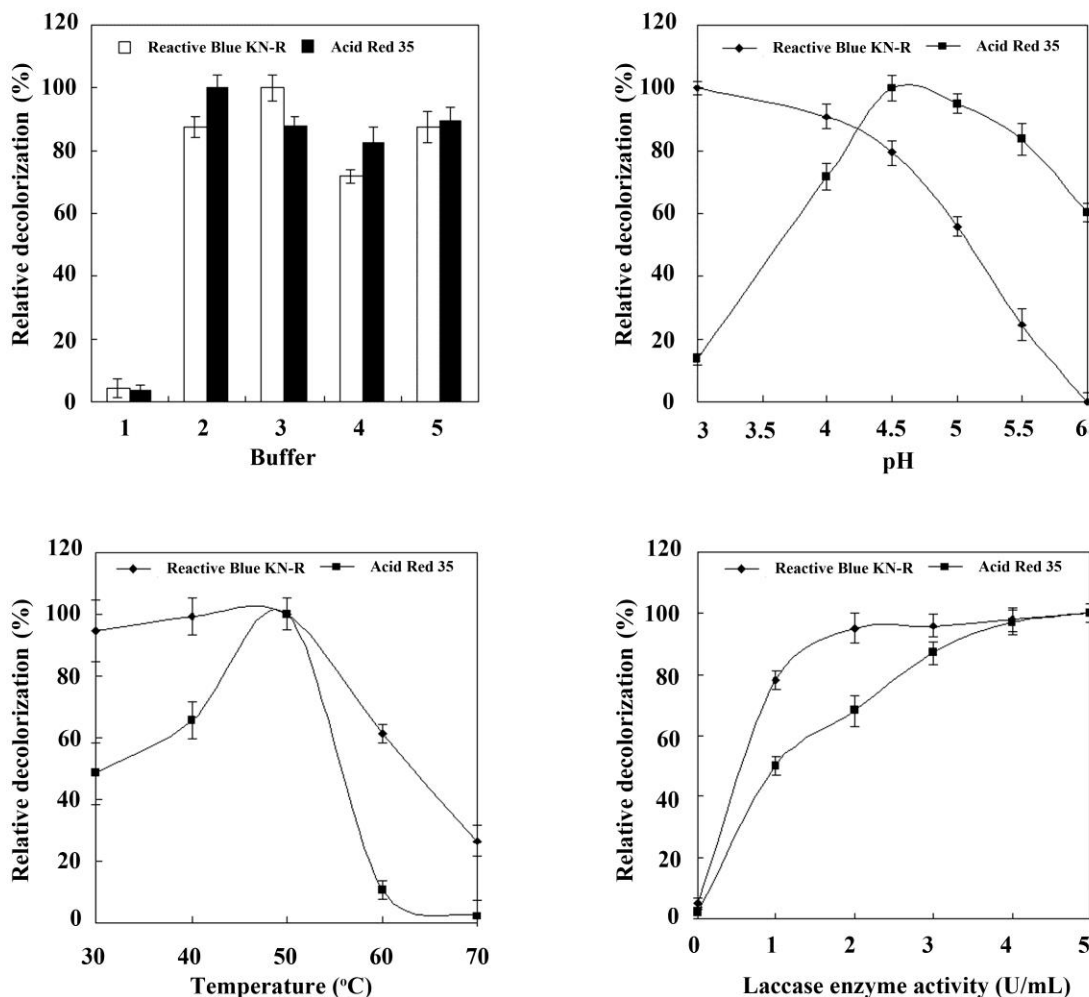 Relative decolorization (%)
120
100
80
60
40
20
0
Reactive Blue KN-R Acid Red 35
1 2 3 4 5
Buffer
Relative decolorization (%)
120
100
80
60
40
20
0
Reactive Blue KN-R Acid Red 35
3 3.5 4 4.5 5 5.5 6
pH
Relative decolorization (%)
120
100
80
60
40
20
0
Reactive Blue KN-R Acid Red 35
30 40 50 60 70
Temperature (°C)
Relative decolorization (%)
120
100
80
60
40
20
0
Reactive Blue KN-R Acid Red 35
0 1 2 3 4 5
Laccase enzyme activity (U/mL)